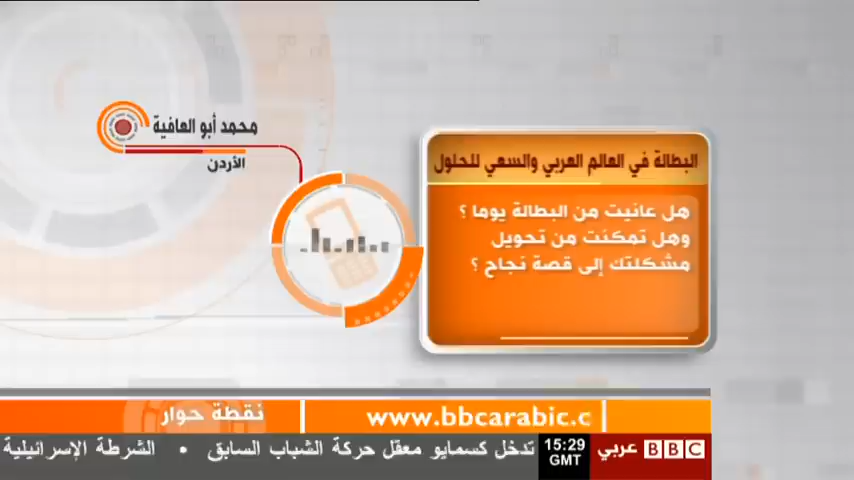 محمد أبو العافية
الأردن
البطالة في العالم العربي والسعي للحلول
هل عانيت من البطالة يوما ؟
وهل تمكنت من تحويل
مشكلتك إلى قصة نجاح ؟
نقطة حوار
www.bbcarabic.c
BBC عربي
15:29
GMT
تدخل كسمايو معقل حركة الشباب السابق • الشرطة الإسرائيلية